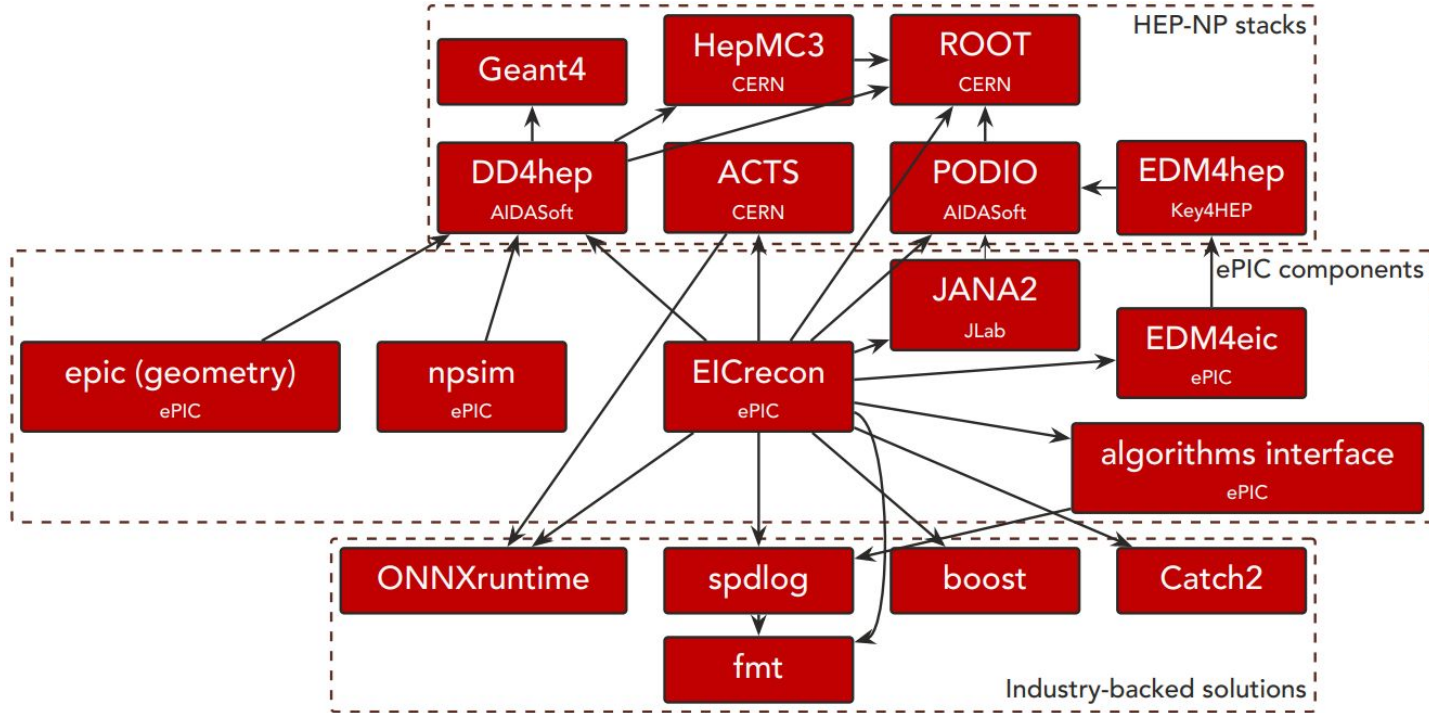 HEP-NP stacks
Geant4
HepMC3
CERN
ROOT
CERN
DD4hep
AIDASoft
ACTS
CERN
PODIO
AIDASoft
EDM4hep
Key4HEP
ePIC components
JANA2
JLab
epic (geometry)
ePIC
npsim
ePIC
EICrecon
ePIC
EDM4eic
ePIC
algorithms interface
ePIC
ONNXruntime
spdlog
boost
Catch2
fmt
Industry-backed solutions